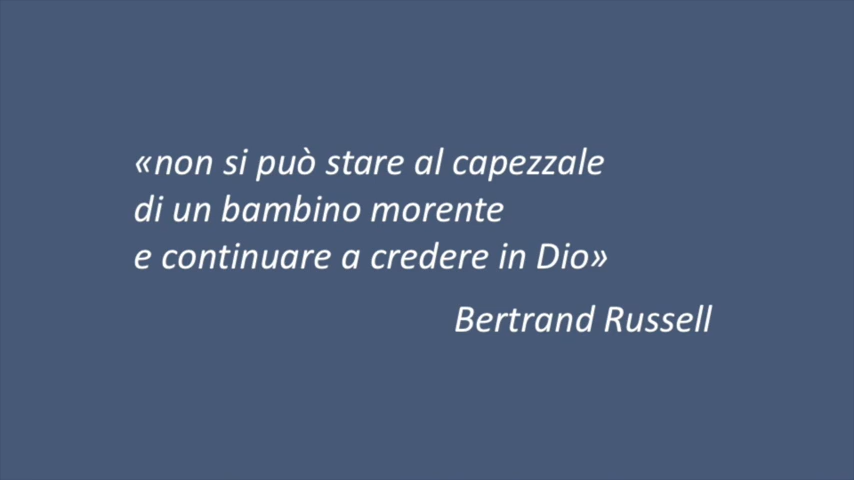 «non si può stare al capezzale
di un bambino morente
e continuare a credere in Dio»
Bertrand Russell